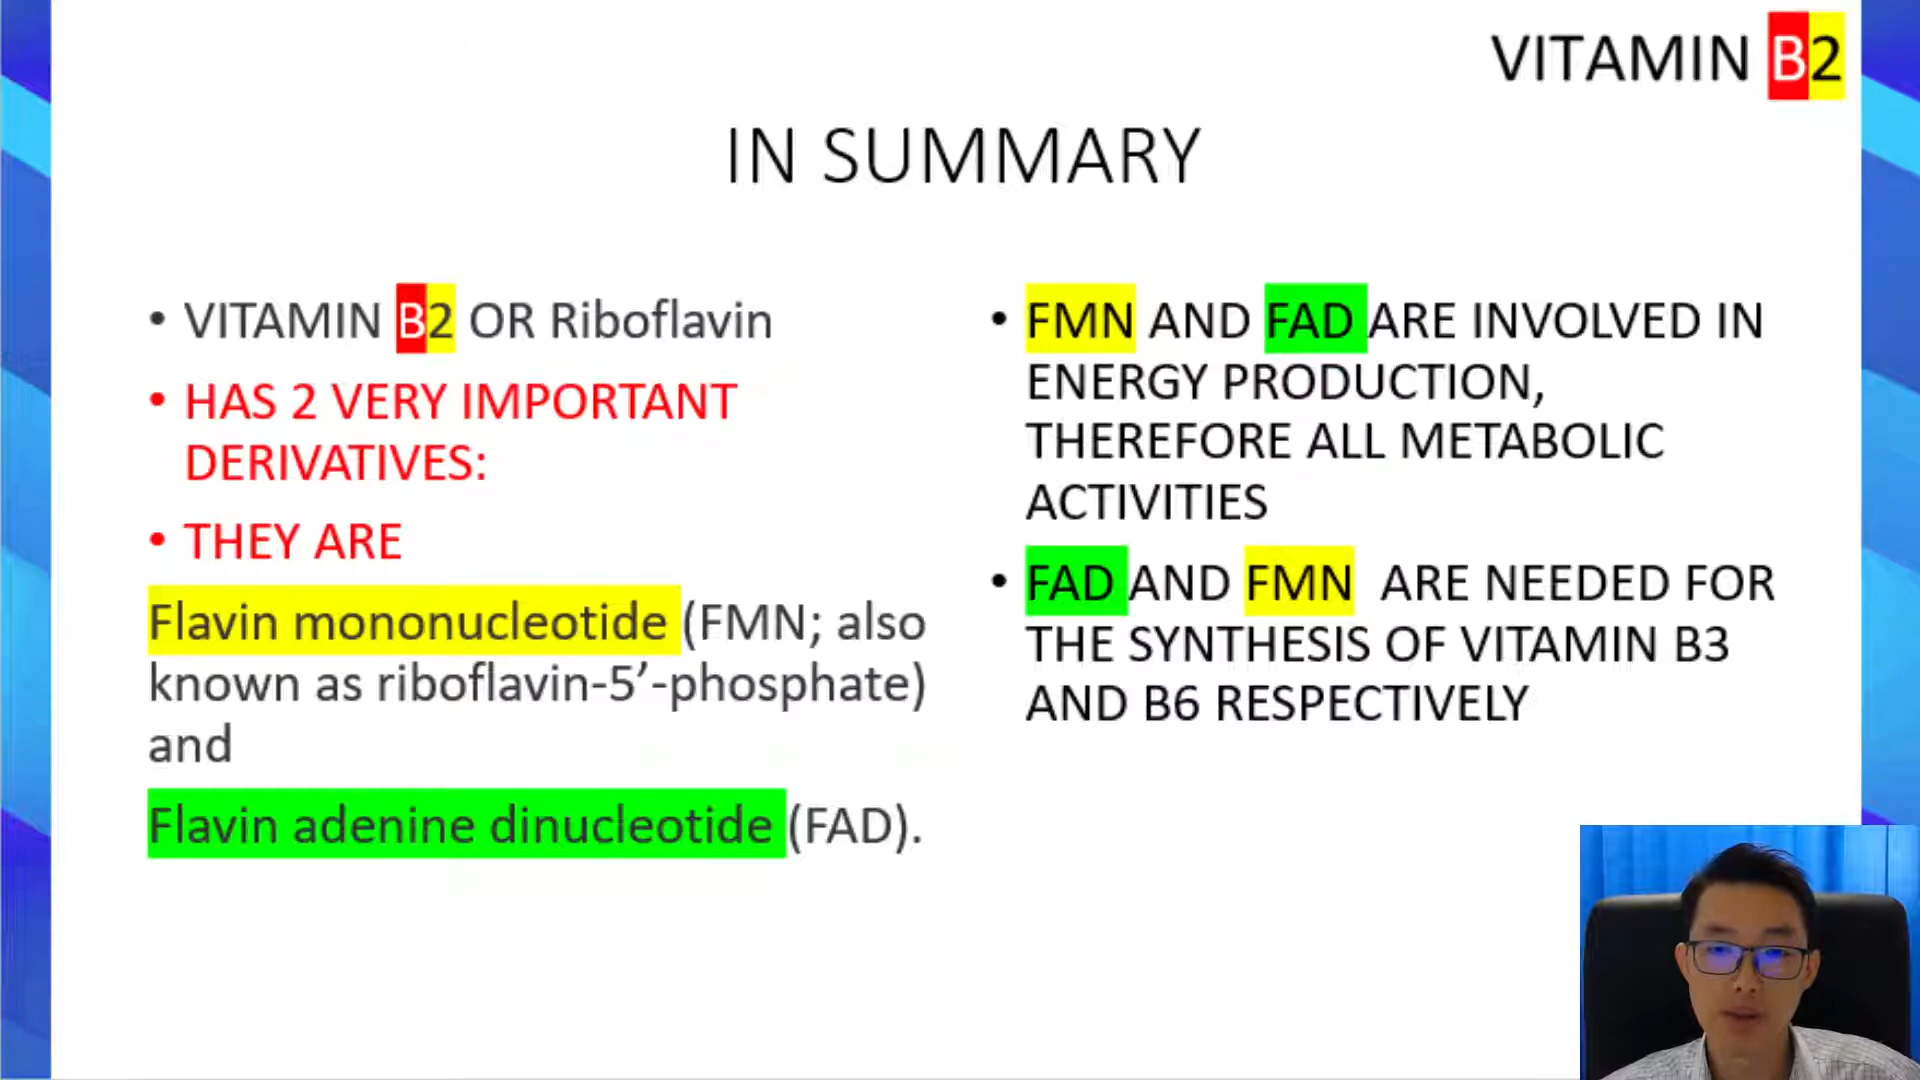 VITAMIN B2
IN SUMMARY
• VITAMIN B2 OR Riboflavin
• HAS 2 VERY IMPORTANT
DERIVATIVES:
• THEY ARE
Flavin mononucleotide (FMN; also
known as riboflavin-5’-phosphate)
and
Flavin adenine dinucleotide (FAD).
• FMN AND FAD ARE INVOLVED IN
ENERGY PRODUCTION,
THEREFORE ALL METABOLIC
ACTIVITIES
• FAD AND FMN ARE NEEDED FOR
THE SYNTHESIS OF VITAMIN B3
AND B6 RESPECTIVELY